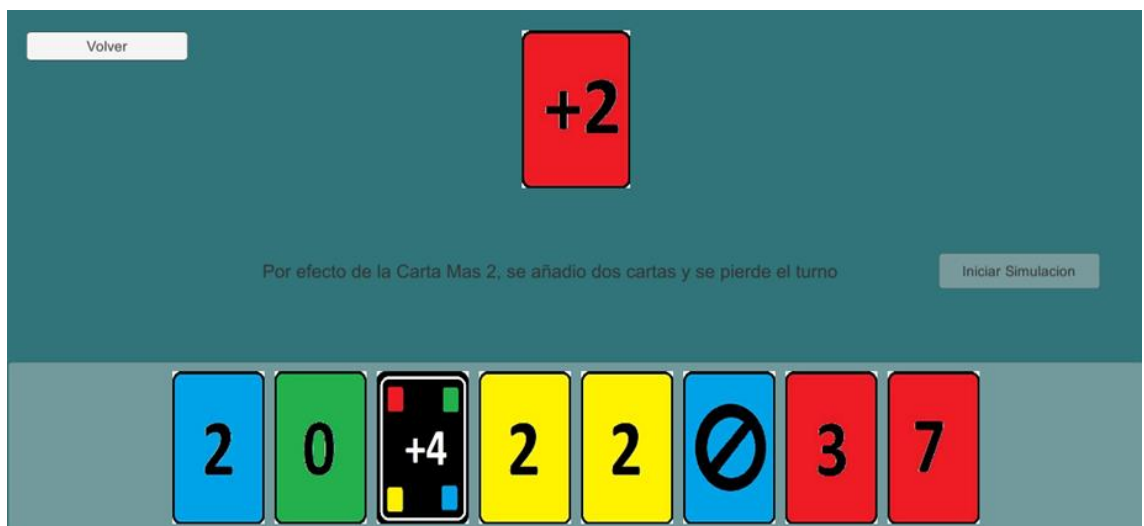 Volver
+2
Por efecto de la Carta Mas 2, se añadio dos cartas y se pierde el turno
Iniciar Simulacion
2 0 +4 2 2 3 7